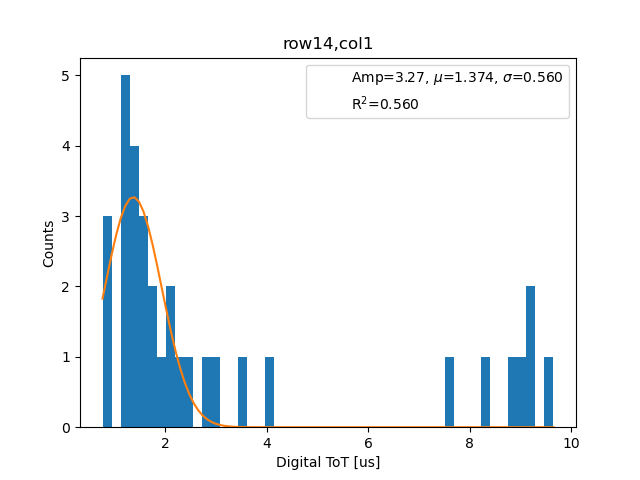 row14,col1
Amp=3.27, μ=1.374, σ=0.560
R²=0.560
Counts
5
4
3
2
1
0
2
4
6
8
10
Digital ToT [us]